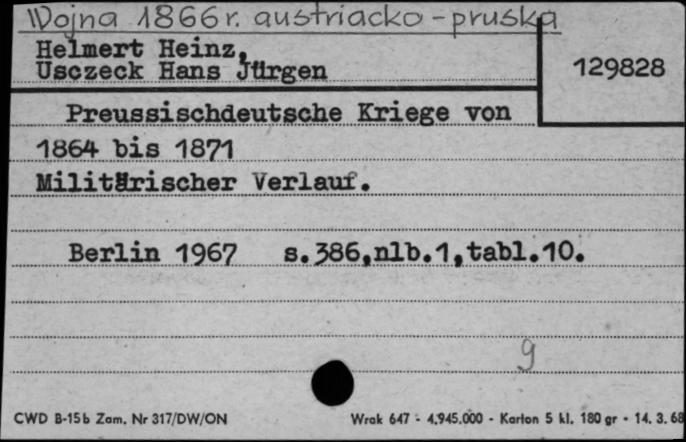 Wojna 1866 r. austriacko - pruska
Helmert Heinz,
Usczeck Hans Jürgen
129828
Preussischdeutsche Kriege von
1864 bis 1871
Militärischer Verlauf.
Berlin 1967 s.386,nlb.1,tabl.10.
9
CWD B-15b Zam. Nr 317/DW/ON Wrak 647 - 4.945.000 - Karton 5 kl. 180 gr - 14. 3. 68